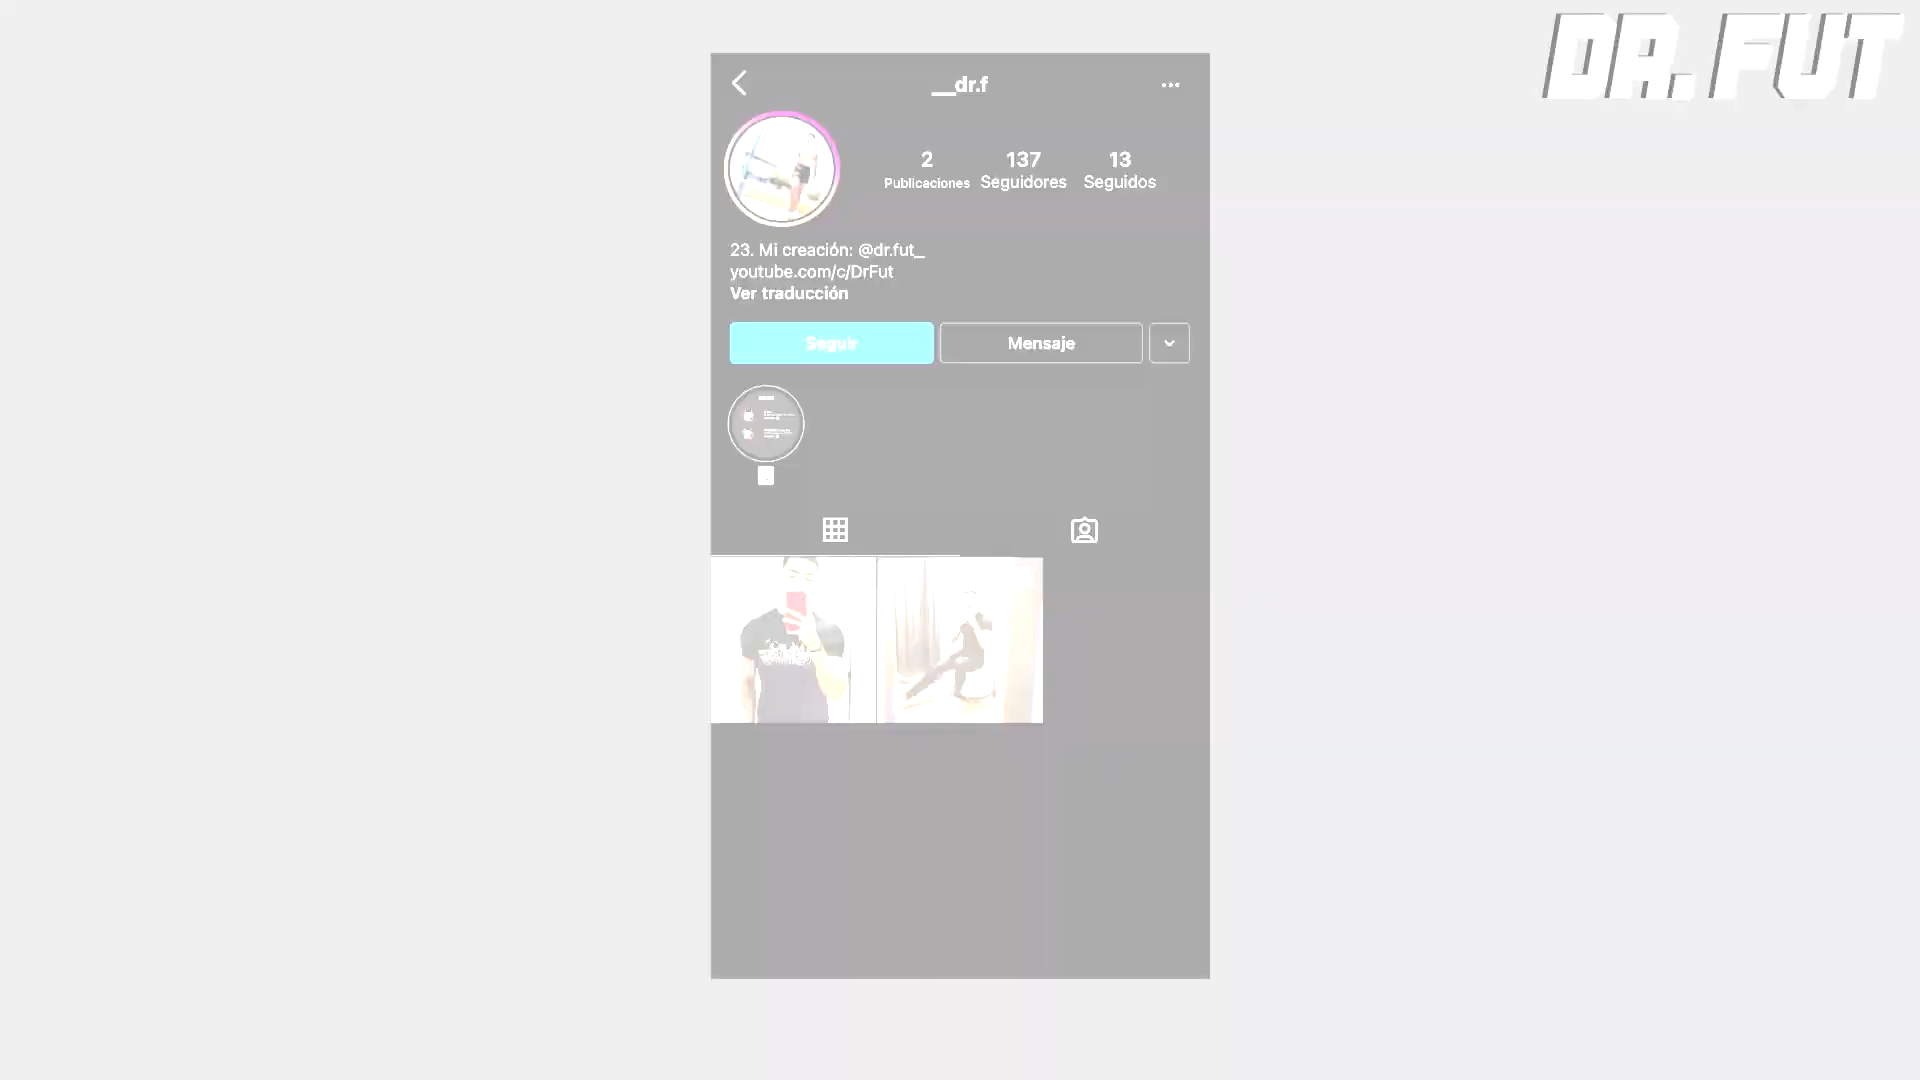 DR. FUT
__dr.f
2 137 13
Publicaciones Seguidores Seguidos
23. Mi creación: @dr.fut_
youtube.com/c/DrFut
Ver traducción
Seguir Mensaje